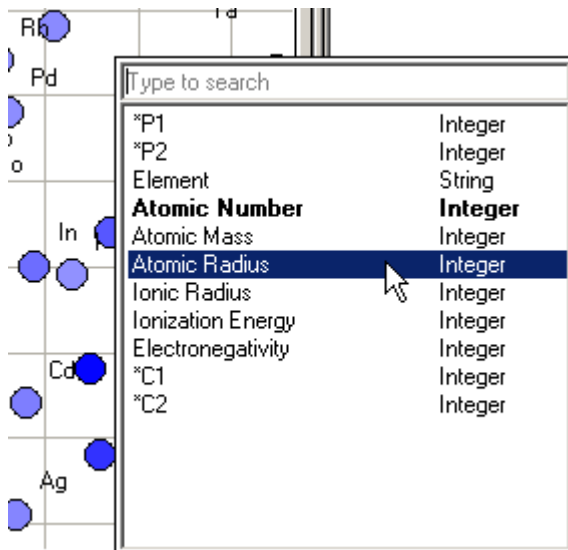 Rh
Pd
o
In
Cd
Ag
Type to search
*P1 Integer
*P2 Integer
Element String
Atomic Number Integer
Atomic Mass Integer
Atomic Radius Integer
Ionic Radius Integer
Ionization Energy Integer
Electronegativity Integer
*C1 Integer
*C2 Integer